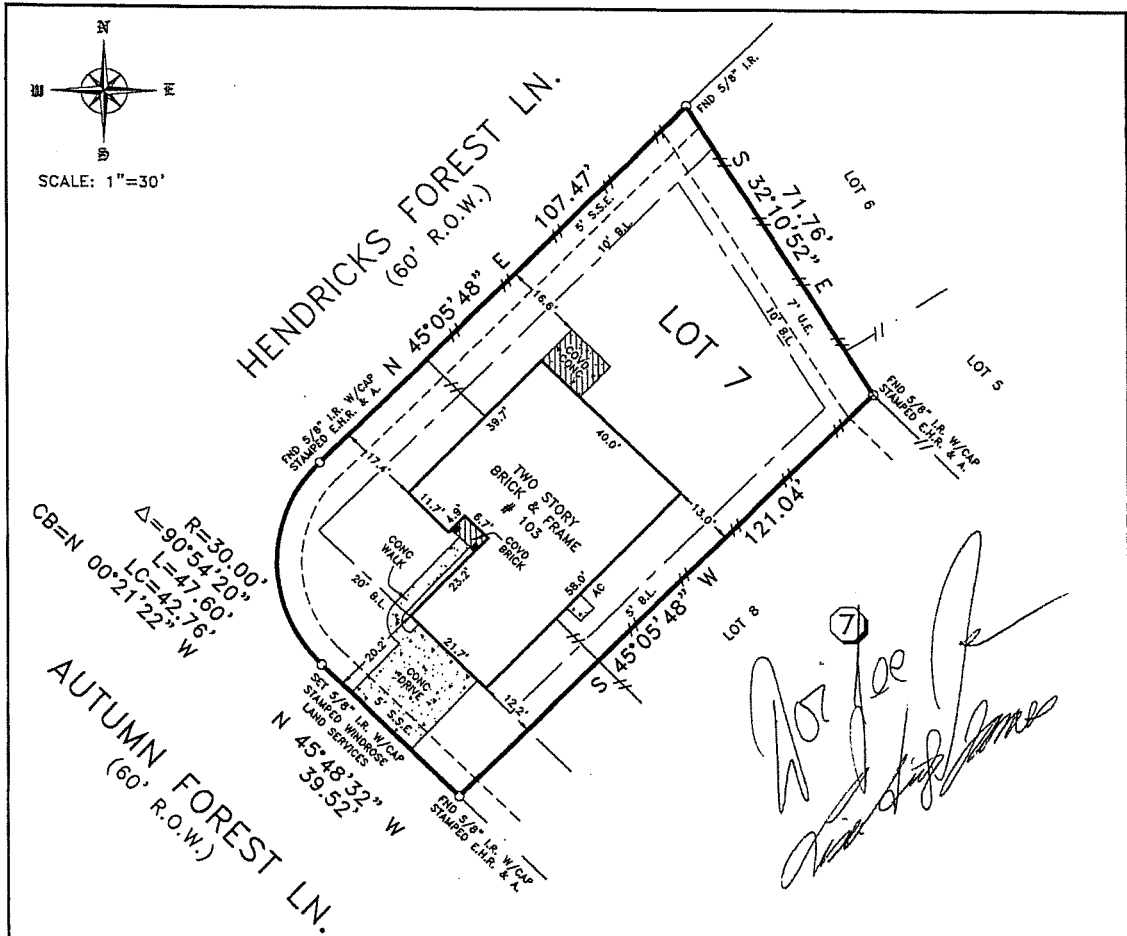 N
W E
S
SCALE: 1"=30'
HENDRICKS FOREST LN.
(60' R.O.W.)
N 45°05'48" E 107.47'
5' S.S.E.
10' B.L.
FND 5/8" I.R.
S 32°10'52" E
71.76'
LOT 6
7' U.E.
10' B.L.
LOT 5
LOT 7
16.6'
COVD CONC.
39.7'
40.0'
FND 5/8" I.R. W/CAP
STAMPED E.H.R. & A.
FND 5/8" I.R. W/CAP
STAMPED E.H.R. & A.
17.4'
TWO STORY
BRICK & FRAME
# 103
11.7'
6.7'
COVD
BRICK
CONC
WALK
23.2'
13.0'
121.04'
S 45°05'48" W
R=30.00'
Δ=90°54'20"
L=47.60'
LC=42.76'
CB=N 00°21'22" W
20' B.L.
58.0'
AC
5' B.L.
LOT 8
20.2'
21.7'
CONC
DRIVE
5' S.S.E.
12.2'
SET 5/8" I.R. W/CAP
STAMPED WINDROSE
LAND SERVICES
N 45°48'32" W
39.52'
FND 5/8" I.R. W/CAP
STAMPED E.H.R. & A.
AUTUMN FOREST LN.
(60' R.O.W.)
7